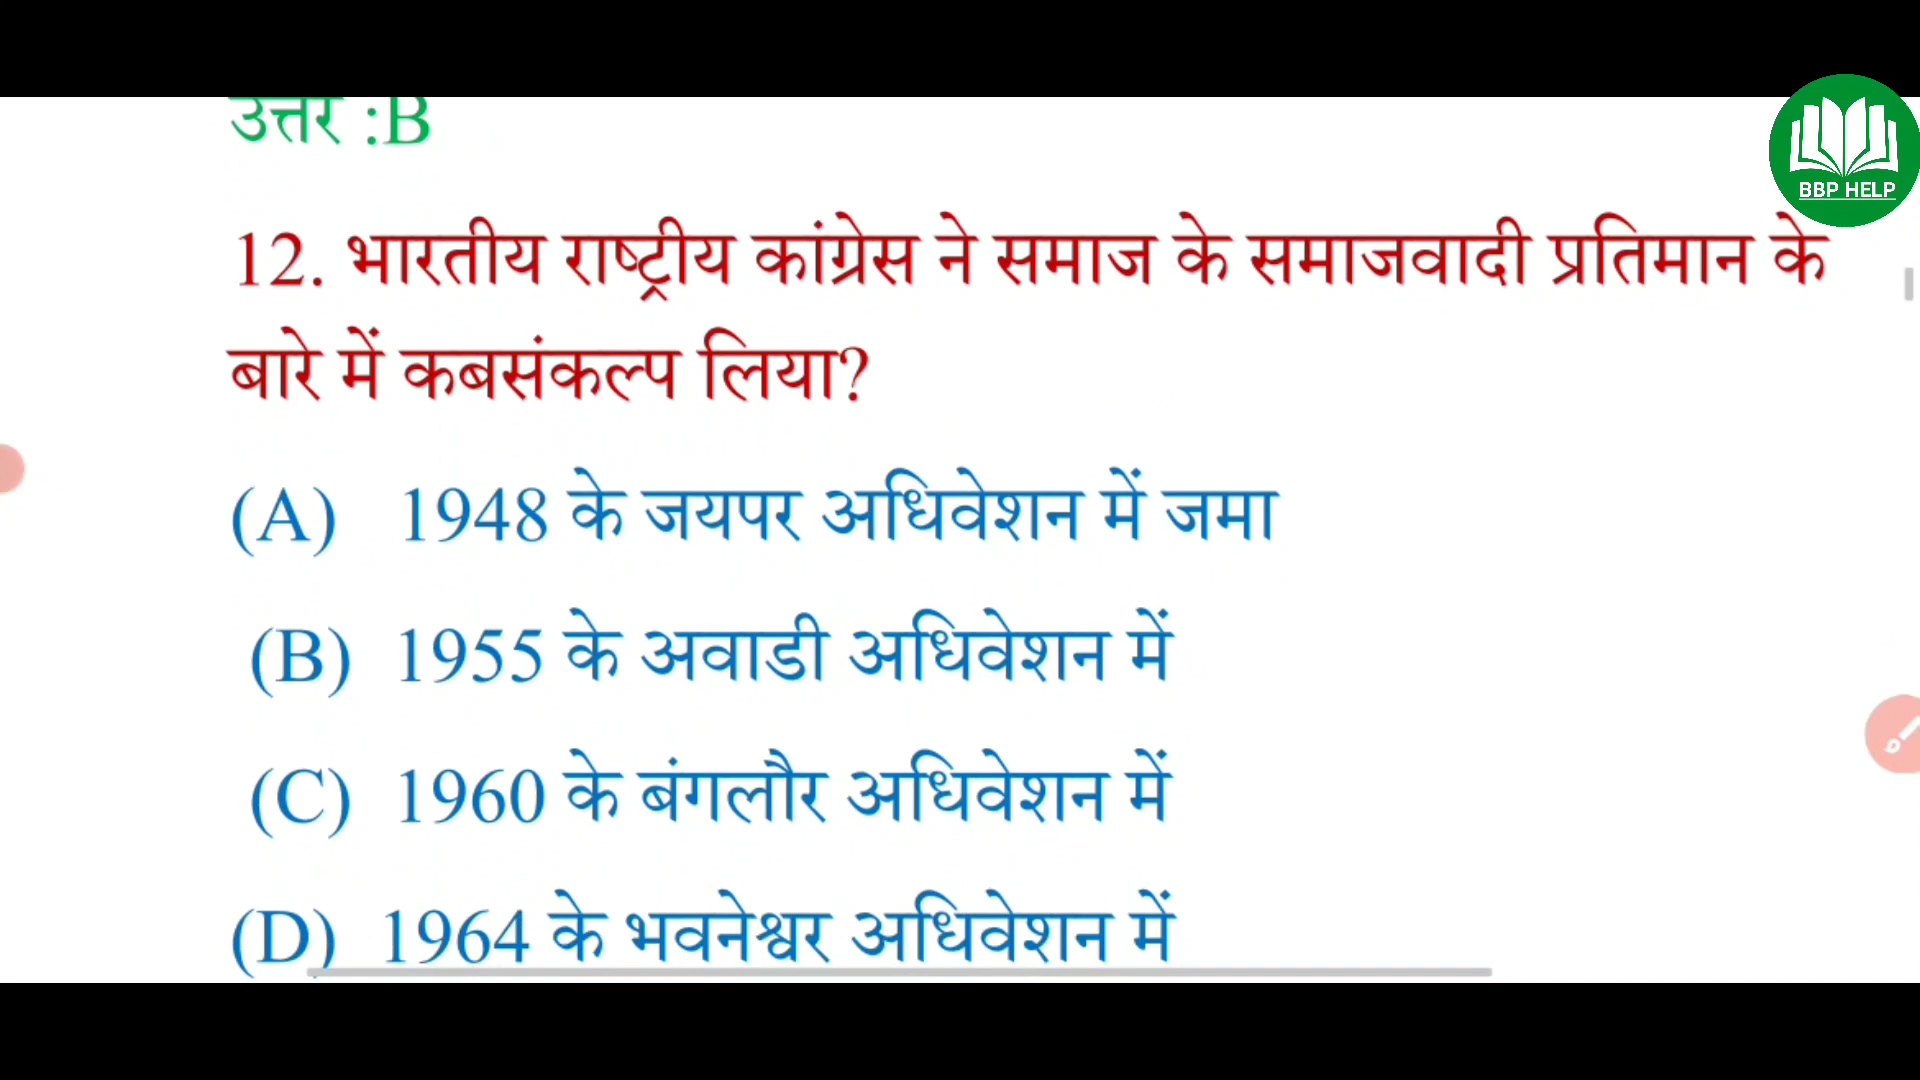 उत्तर :B
BBP HELP
12. भारतीय राष्ट्रीय कांग्रेस ने समाज के समाजवादी प्रतिमान के
बारे में कबसंकल्प लिया?
(A) 1948 के जयपर अधिवेशन में जमा
(B) 1955 के अवाडी अधिवेशन में
(C) 1960 के बंगलौर अधिवेशन में
(D) 1964 के भवनेश्वर अधिवेशन में